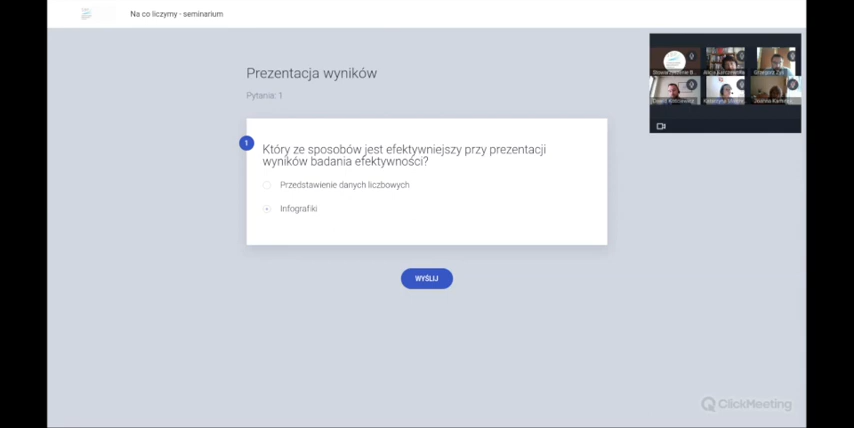 Na co liczymy - seminarium
Prezentacja wyników
Pytania: 1
1
Który ze sposobów jest efektywniejszy przy prezentacji
wyników badania efektywności?
Przedstawienie danych liczbowych
Infografiki
WYŚLIJ
Stowarzyszenie B...
ClickMeeting